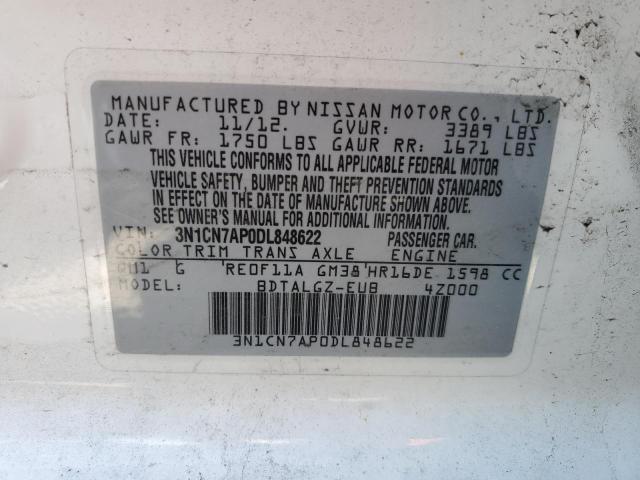 MANUFACTURED BY NISSAN MOTOR CO., LTD.
DATE: 11/12. GVWR: 3389 LBS
GAWR FR: 1750 LBS GAWR RR: 1671 LBS
THIS VEHICLE CONFORMS TO ALL APPLICABLE FEDERAL MOTOR
VEHICLE SAFETY, BUMPER AND THEFT PREVENTION STANDARDS
IN EFFECT ON THE DATE OF MANUFACTURE SHOWN ABOVE.
SEE OWNER'S MANUAL FOR ADDITIONAL INFORMATION.
VIN: 3N1CN7AP0DL848622 PASSENGER CAR.
COLOR TRIM TRANS AXLE ENGINE
QM1 G RE0F11A GM38 HR16DE 1598 CC
MODEL: BDTALGZ-EUB 4Z000
3N1CN7AP0DL848622